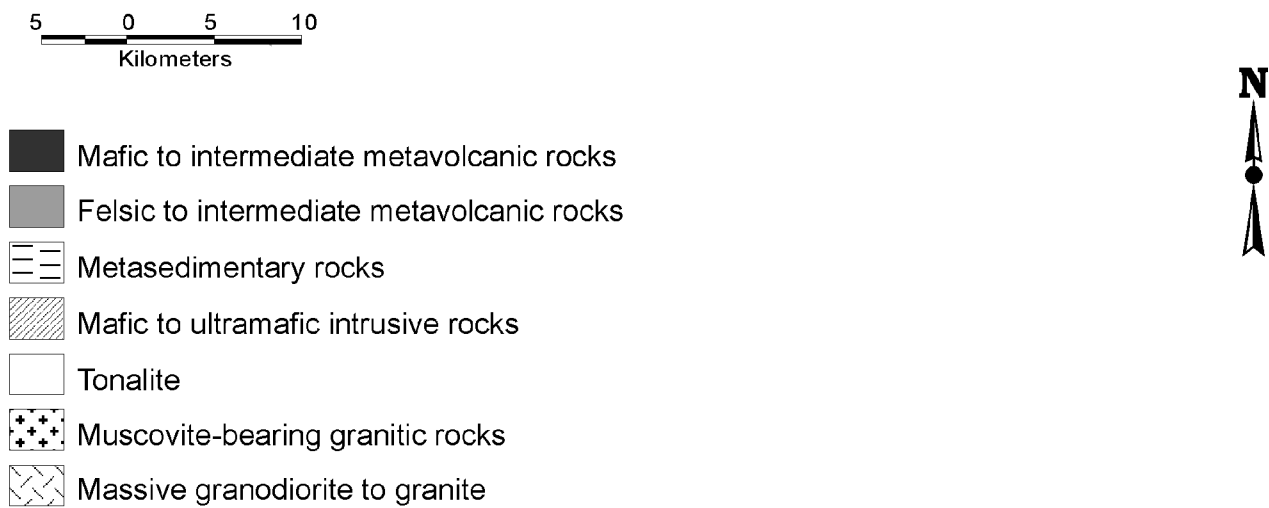 5 0 5 10
Kilometers
N
Mafic to intermediate metavolcanic rocks
Felsic to intermediate metavolcanic rocks
Metasedimentary rocks
Mafic to ultramafic intrusive rocks
Tonalite
Muscovite-bearing granitic rocks
Massive granodiorite to granite